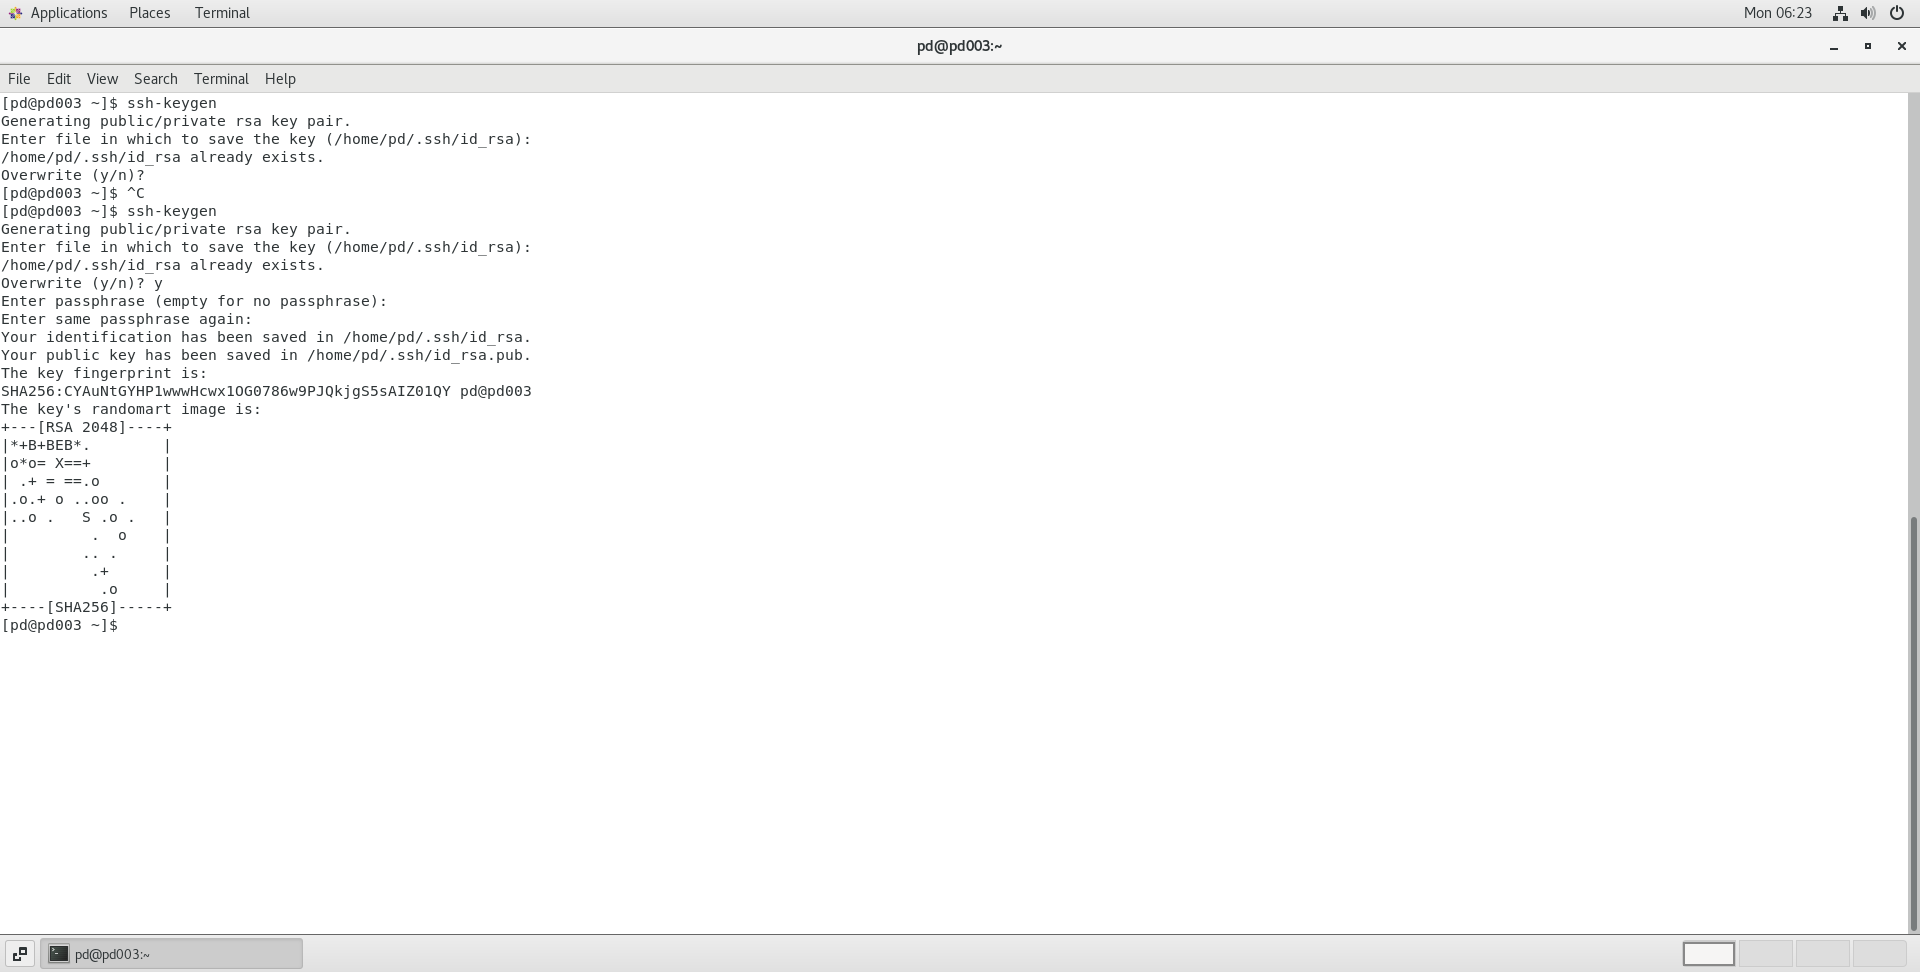 Applications Places Terminal Mon 06:23
pd@pd003:~
File Edit View Search Terminal Help
[pd@pd003 ~]$ ssh-keygen
Generating public/private rsa key pair.
Enter file in which to save the key (/home/pd/.ssh/id_rsa):
/home/pd/.ssh/id_rsa already exists.
Overwrite (y/n)?
[pd@pd003 ~]$ ^C
[pd@pd003 ~]$ ssh-keygen
Generating public/private rsa key pair.
Enter file in which to save the key (/home/pd/.ssh/id_rsa):
/home/pd/.ssh/id_rsa already exists.
Overwrite (y/n)? y
Enter passphrase (empty for no passphrase):
Enter same passphrase again:
Your identification has been saved in /home/pd/.ssh/id_rsa.
Your public key has been saved in /home/pd/.ssh/id_rsa.pub.
The key fingerprint is:
SHA256:CYAuNtGYHP1wwwHcwx1OG0786w9PJQkjgS5sAIZ01QY pd@pd003
The key's randomart image is:
+---[RSA 2048]----+
|*+B+BEB*.        |
|o*o= X==+        |
| .+ = ==.o       |
|.o.+ o ..oo .    |
|..o .   S .o .   |
|         .  o    |
|        .. .     |
|         .+      |
|          .o     |
+----[SHA256]-----+
[pd@pd003 ~]$
pd@pd003:~